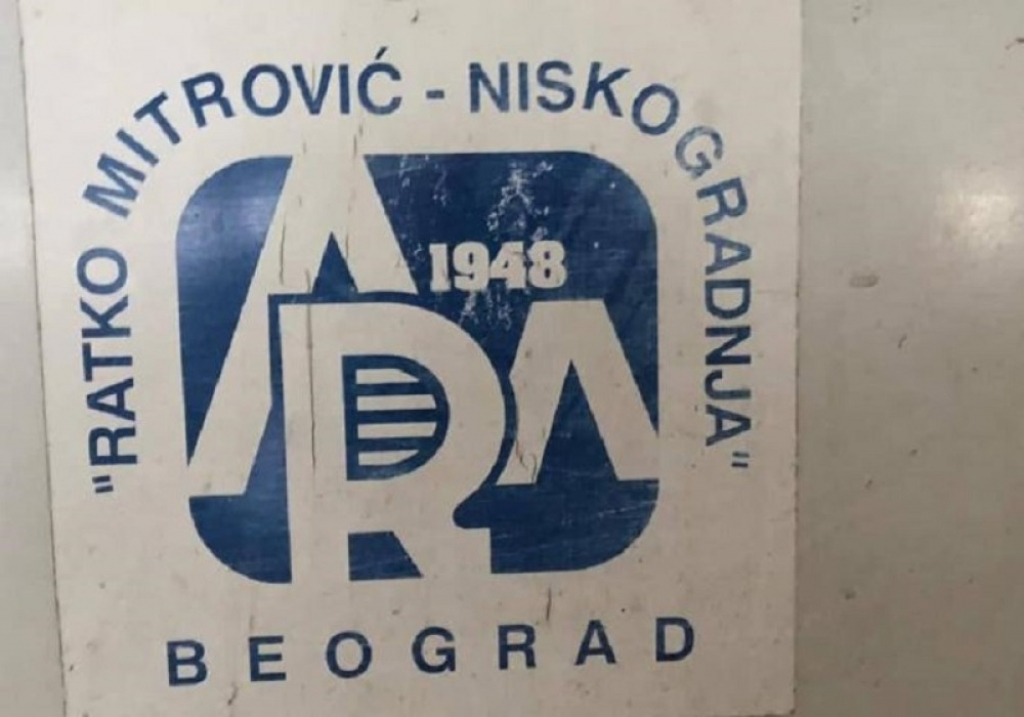 "RATKO MITROVIĆ - NISKOGRADNJA"
1948
R
BEOGRAD